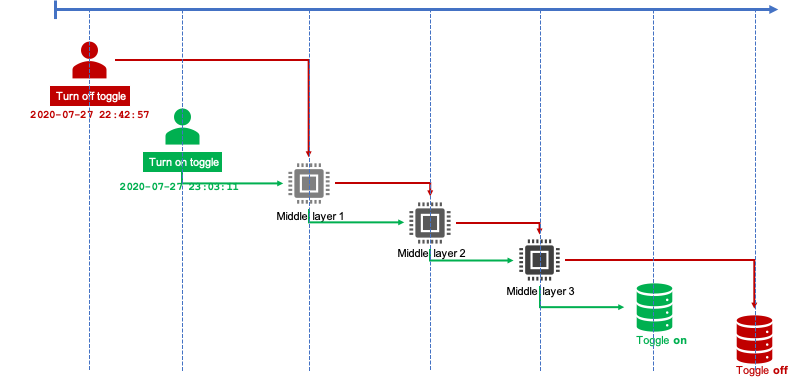 Turn off toggle
2020-07-27 22:42:57
Turn on toggle
2020-07-27 23:03:11
Middle layer 1
Middle layer 2
Middle layer 3
Toggle on
Toggle off